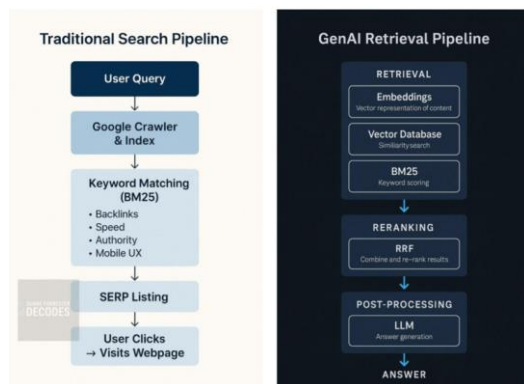 Traditional Search Pipeline
User Query
Google Crawler
& Index
Keyword Matching
(BM25)
• Backlinks
• Speed
• Authority
• Mobile UX
SERP Listing
User Clicks
→ Visits Webpage
DECODES
GenAI Retrieval Pipeline
RETRIEVAL
Embeddings
Vector representation of content
Vector Database
Similiarity search
BM25
Keyword scoring
RERANKING
RRF
Combine and re-rank results
POST-PROCESSING
LLM
Answer generation
ANSWER